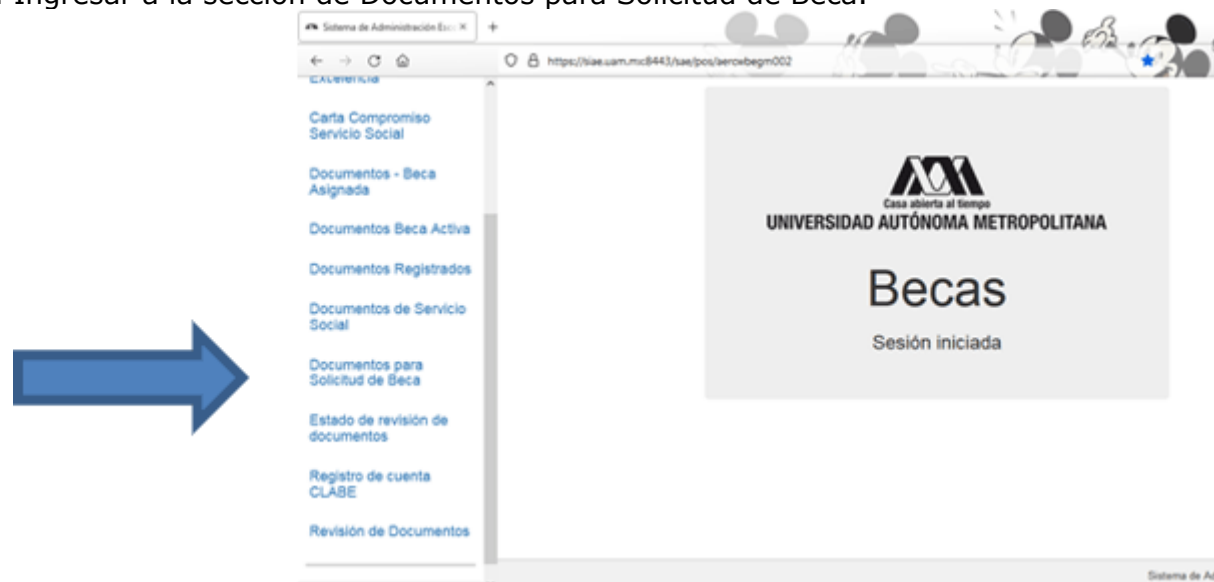 Ingresar a la sección de Documentos para Solicitud de Beca.
Sistema de Administración Esc
https://siae.uam.mx:8443/sae/pos/aerowbegm002
Excelencia
Carta Compromiso
Servicio Social
Documentos - Beca
Asignada
Documentos Beca Activa
Documentos Registrados
Documentos de Servicio
Social
Documentos para
Solicitud de Beca
Estado de revisión de
documentos
Registro de cuenta
CLABE
Revisión de Documentos
Casa abierta al tiempo
UNIVERSIDAD AUTÓNOMA METROPOLITANA
Becas
Sesión iniciada
Sistema de Ad